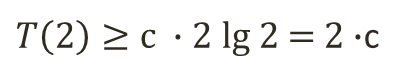 T(2) ≥ c · 2 lg 2 = 2 ·c